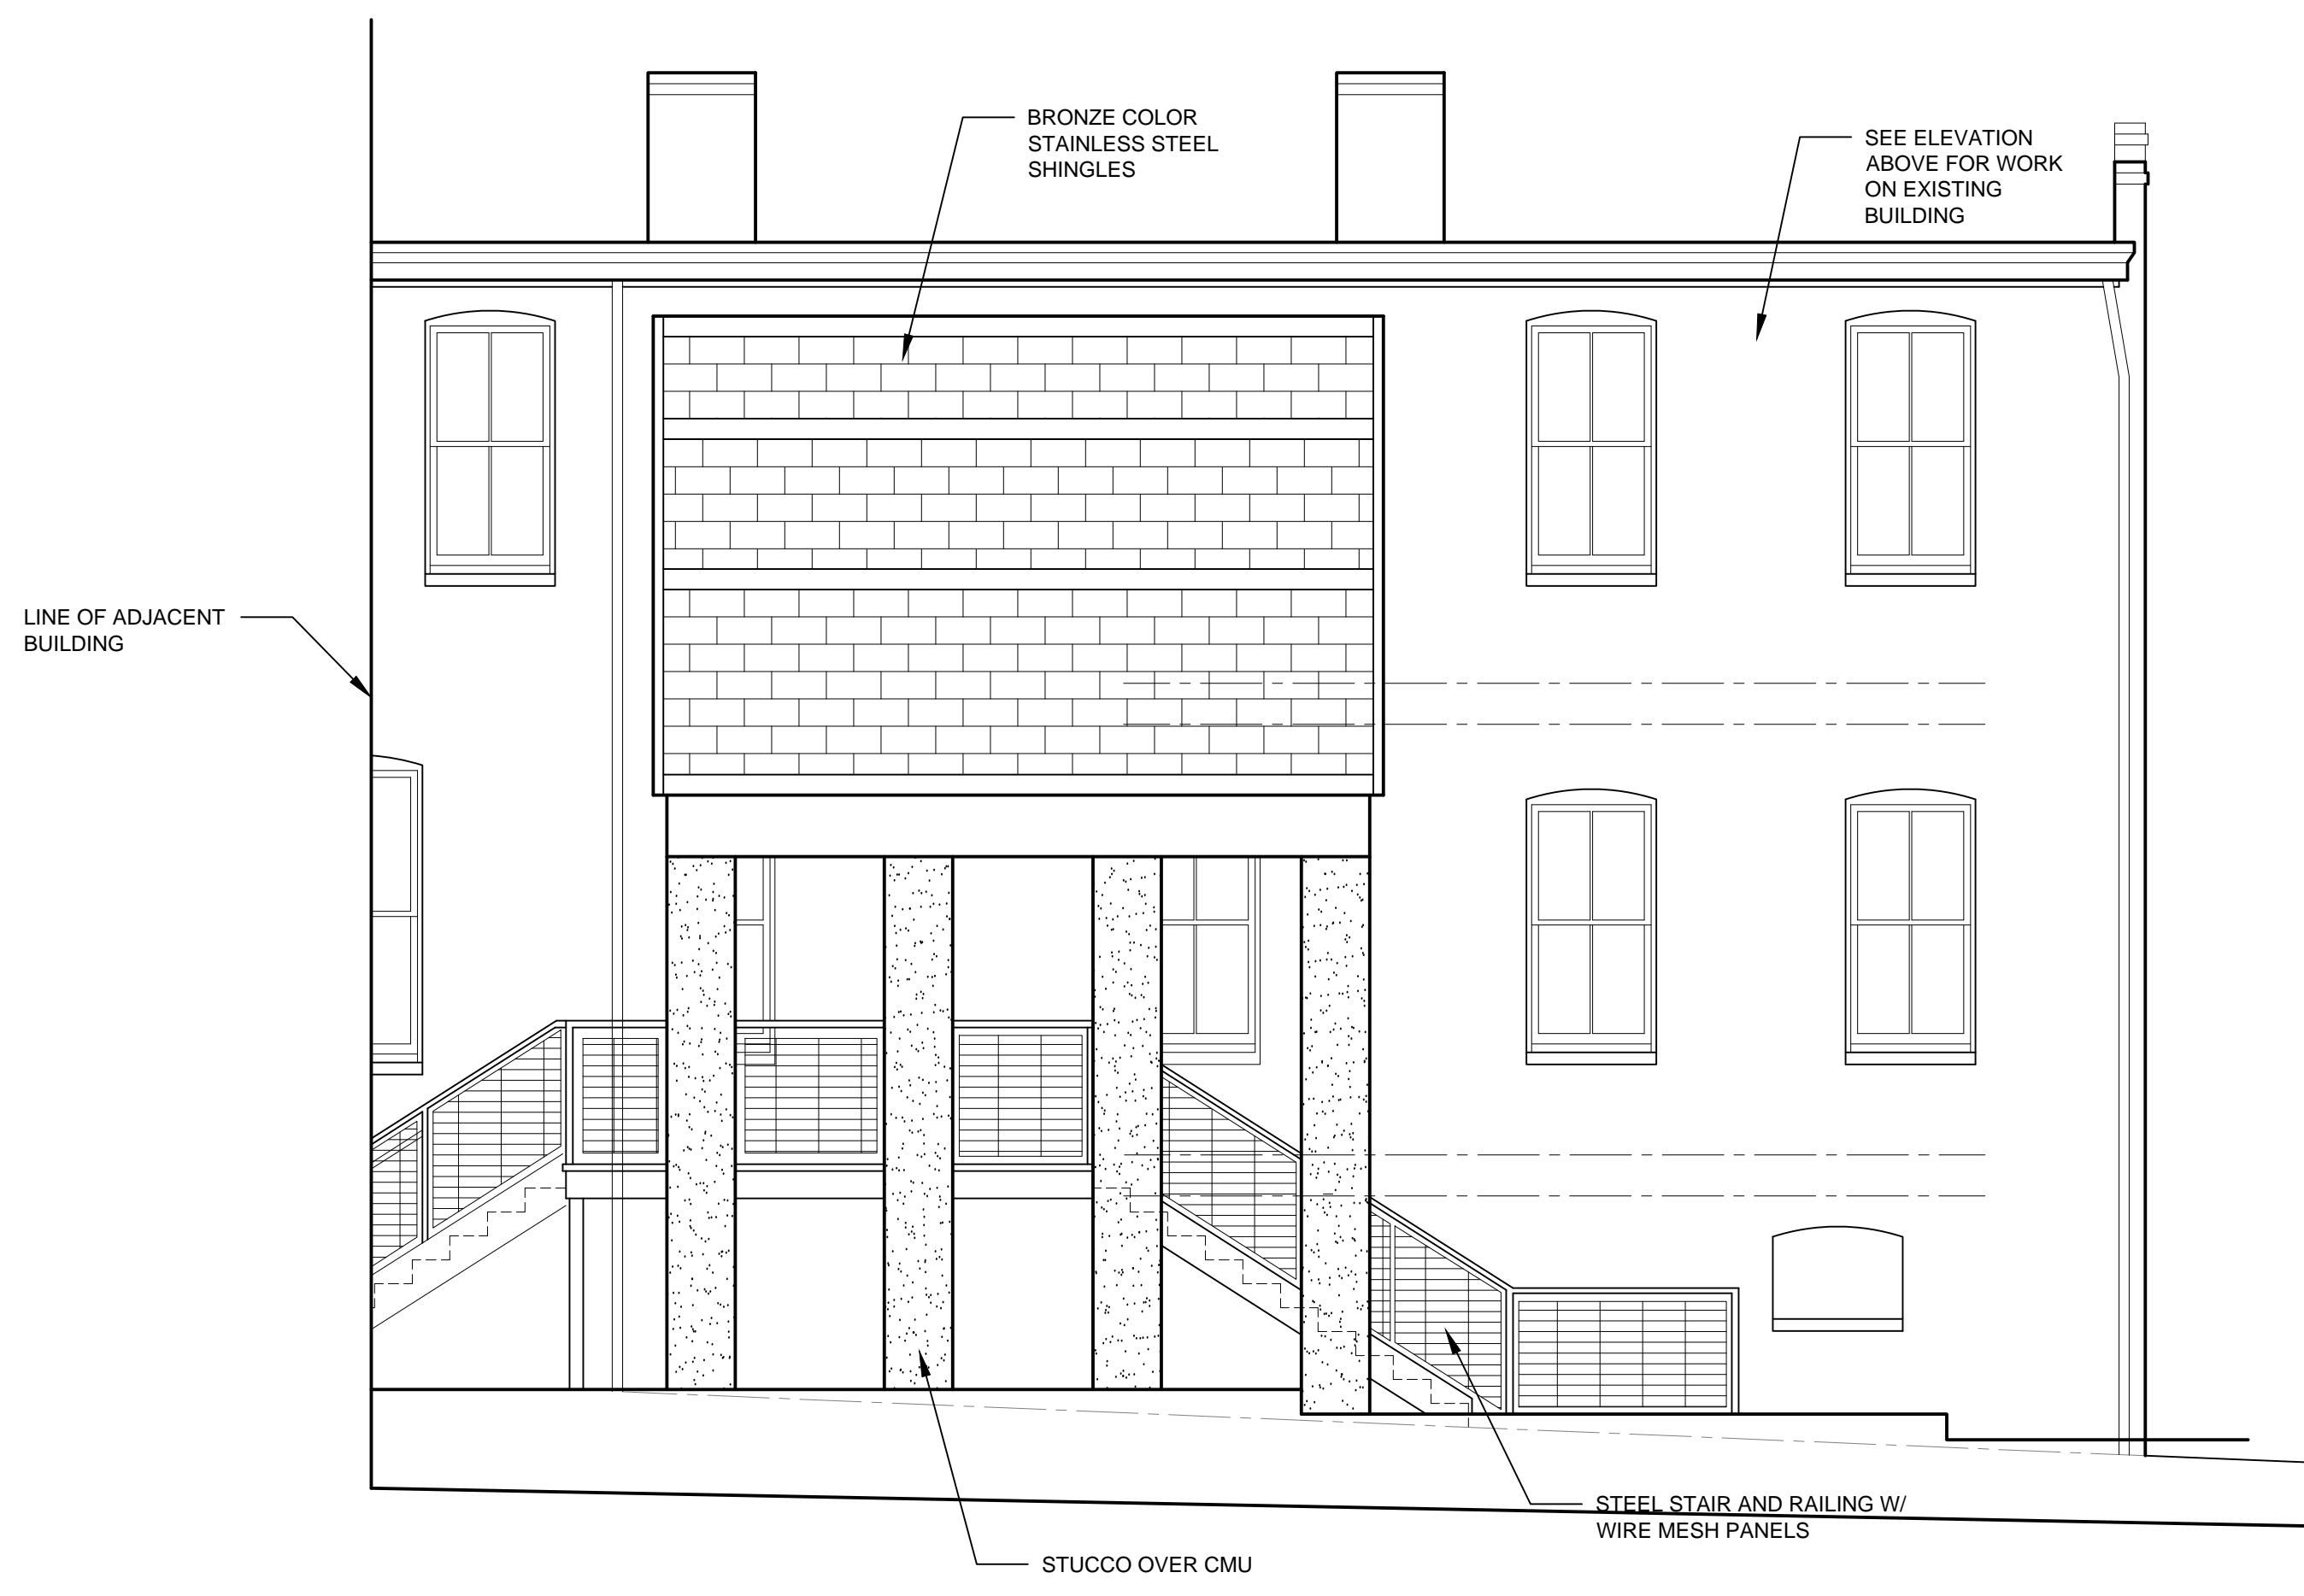 BRONZE COLOR
STAINLESS STEEL
SHINGLES
SEE ELEVATION
ABOVE FOR WORK
ON EXISTING
BUILDING
LINE OF ADJACENT
BUILDING
STEEL STAIR AND RAILING W/
WIRE MESH PANELS
STUCCO OVER CMU